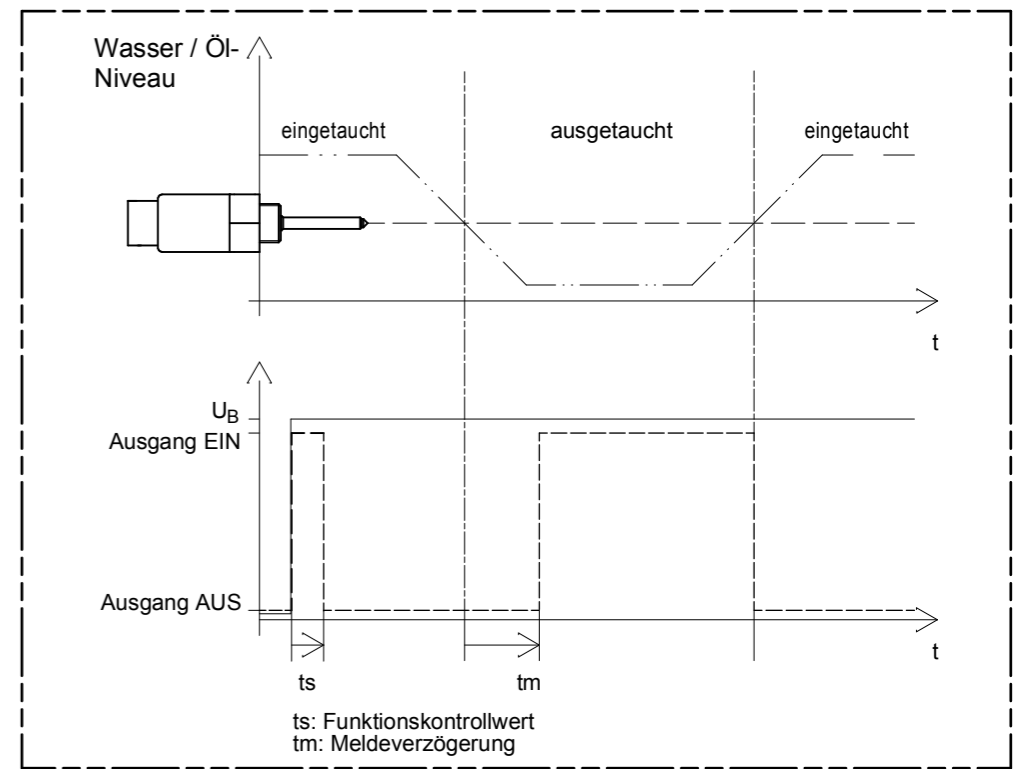 Wasser / Öl-
Niveau
eingetaucht
ausgetaucht
eingetaucht
t
U_B
Ausgang EIN
Ausgang AUS
t
ts
tm
ts: Funktionskontrollwert
tm: Meldeverzögerung